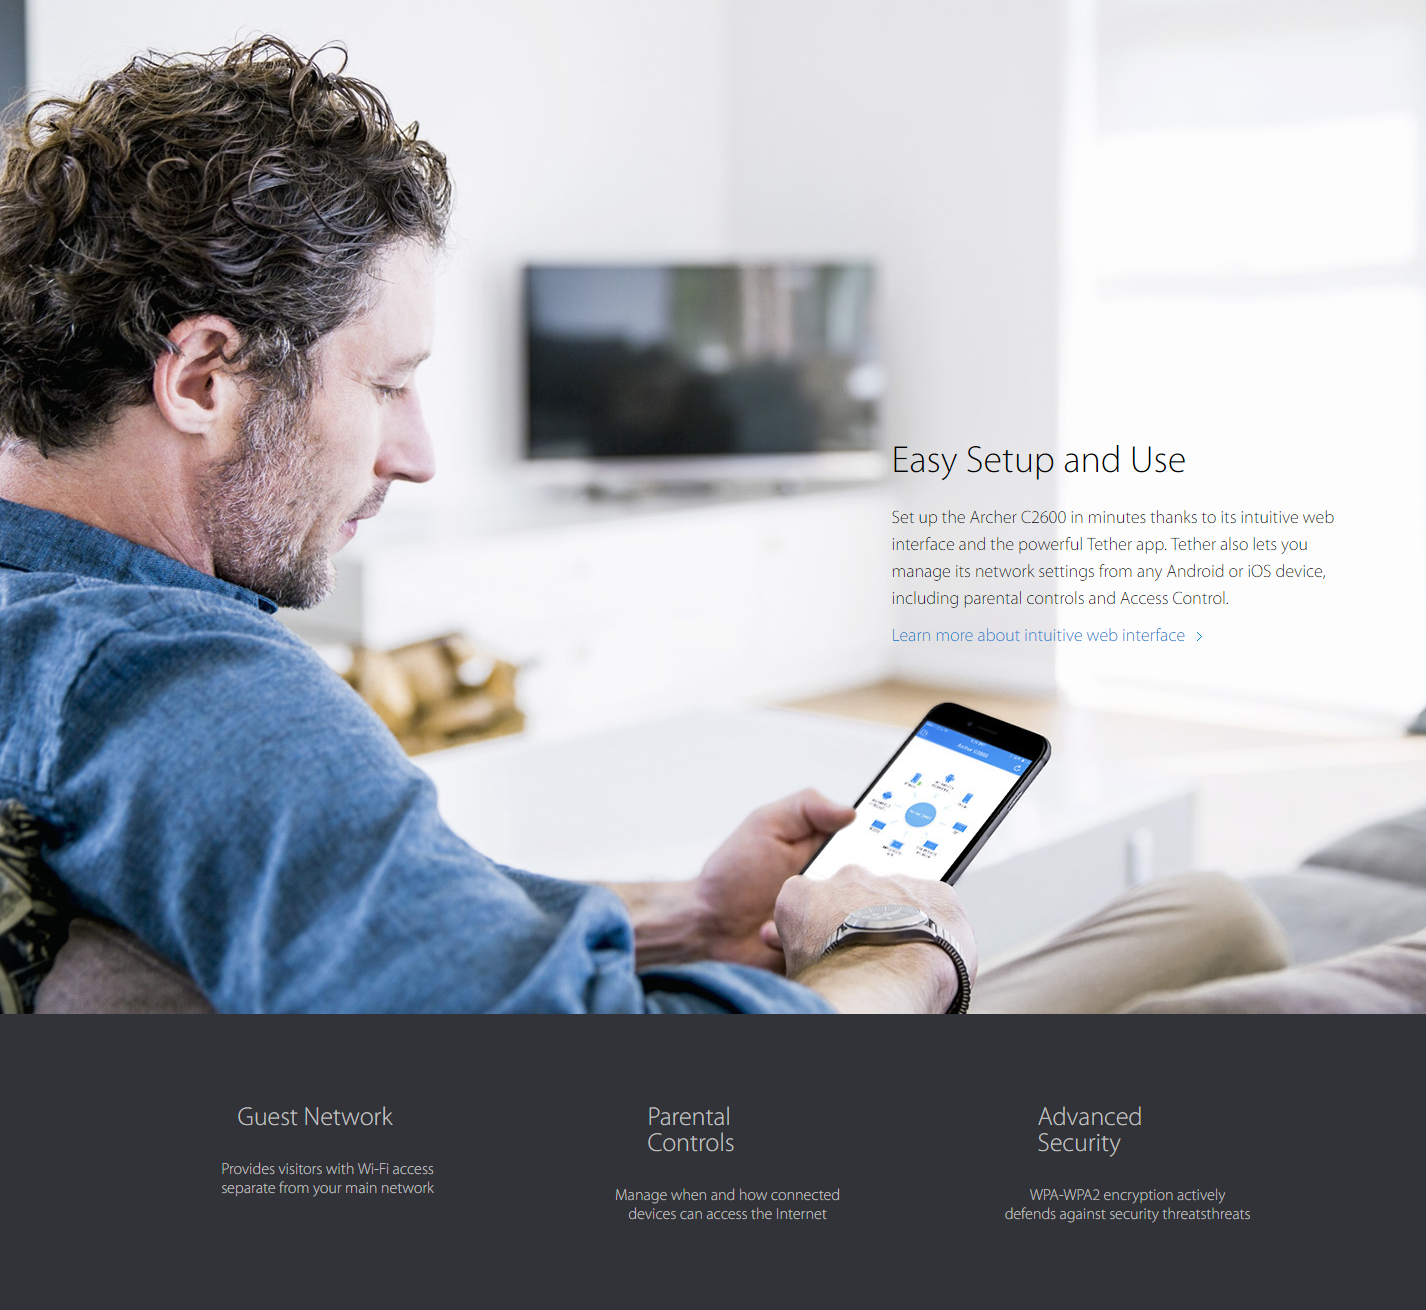 Easy Setup and Use
Set up the Archer C2600 in minutes thanks to its intuitive web
interface and the powerful Tether app. Tether also lets you
manage its network settings from any Android or iOS device,
including parental controls and Access Control.
Learn more about intuitive web interface >
Archer C2600
Guest Network
Provides visitors with Wi-Fi access
separate from your main network
Parental
Controls
Manage when and how connected
devices can access the Internet
Advanced
Security
WPA-WPA2 encryption actively
defends against security threatsthreats